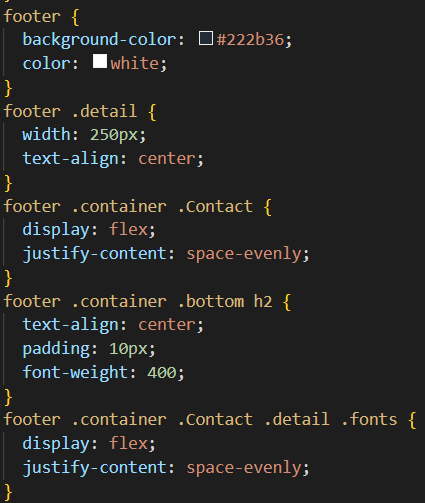 footer {
background-color: #222b36;
color: white;
}
footer .detail {
width: 250px;
text-align: center;
}
footer .container .Contact {
display: flex;
justify-content: space-evenly;
}
footer .container .bottom h2 {
text-align: center;
padding: 10px;
font-weight: 400;
}
footer .container .Contact .detail .fonts {
display: flex;
justify-content: space-evenly;
}